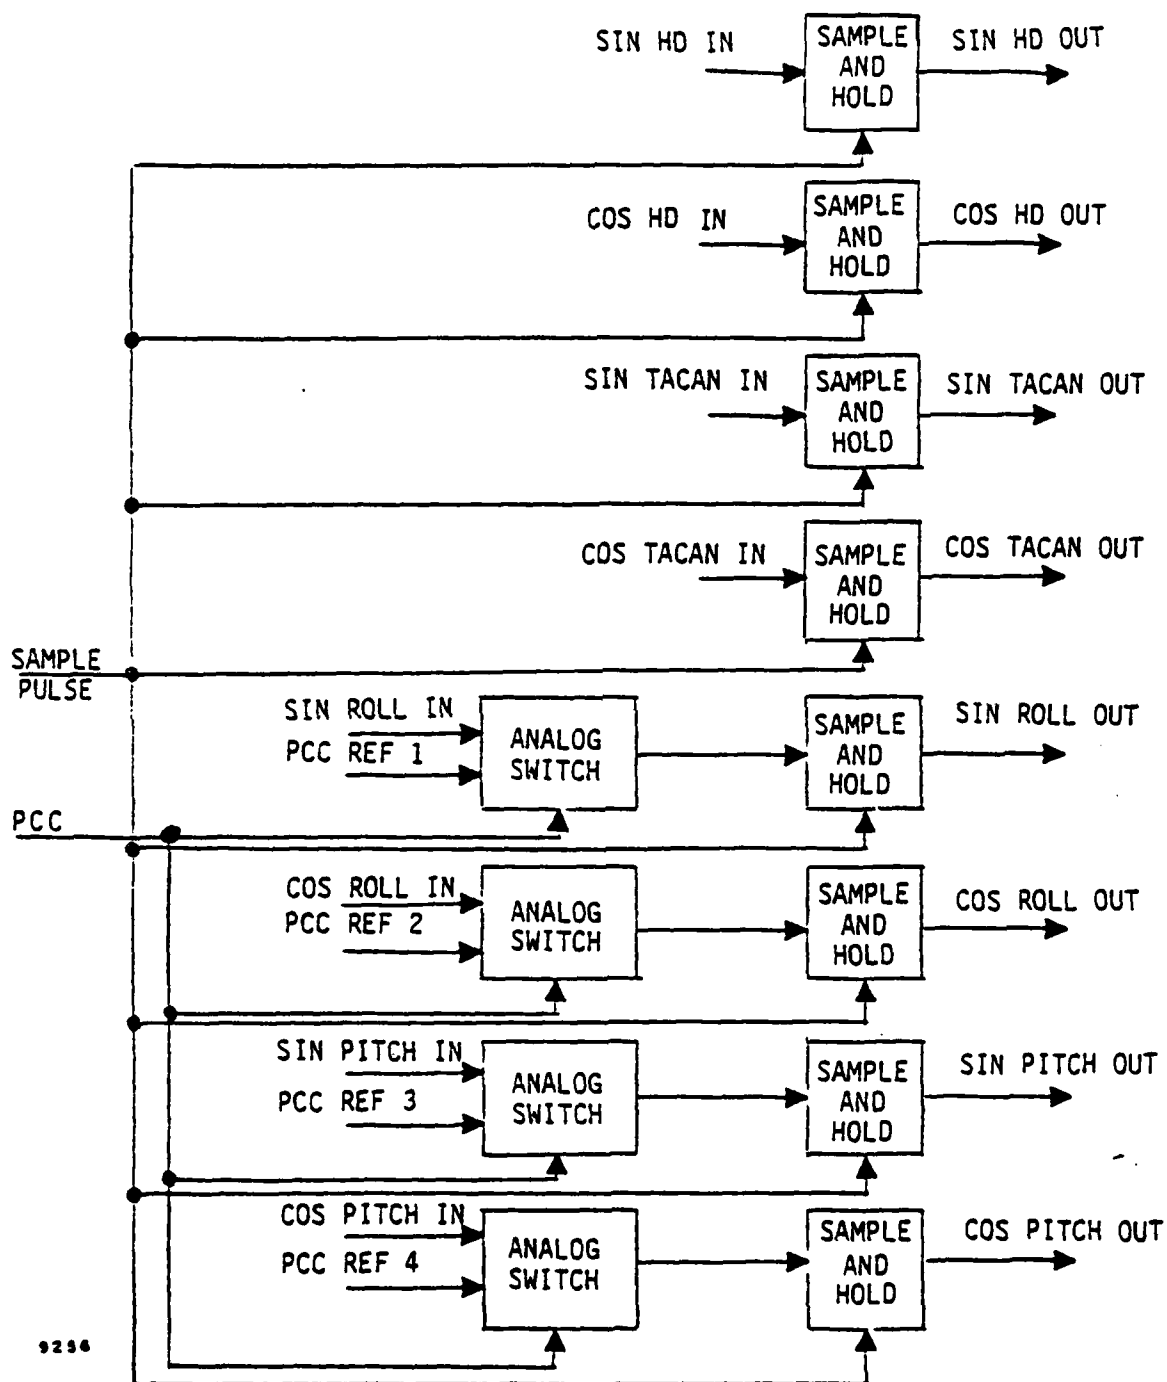 SIN HD IN
SAMPLE
AND
HOLD
SIN HD OUT
COS HD IN
SAMPLE
AND
HOLD
COS HD OUT
SIN TACAN IN
SAMPLE
AND
HOLD
SIN TACAN OUT
COS TACAN IN
SAMPLE
AND
HOLD
COS TACAN OUT
SAMPLE
PULSE
SIN ROLL IN
PCC REF 1
ANALOG
SWITCH
SAMPLE
AND
HOLD
SIN ROLL OUT
PCC
COS ROLL IN
PCC REF 2
ANALOG
SWITCH
SAMPLE
AND
HOLD
COS ROLL OUT
SIN PITCH IN
PCC REF 3
ANALOG
SWITCH
SAMPLE
AND
HOLD
SIN PITCH OUT
COS PITCH IN
PCC REF 4
ANALOG
SWITCH
SAMPLE
AND
HOLD
COS PITCH OUT
9256